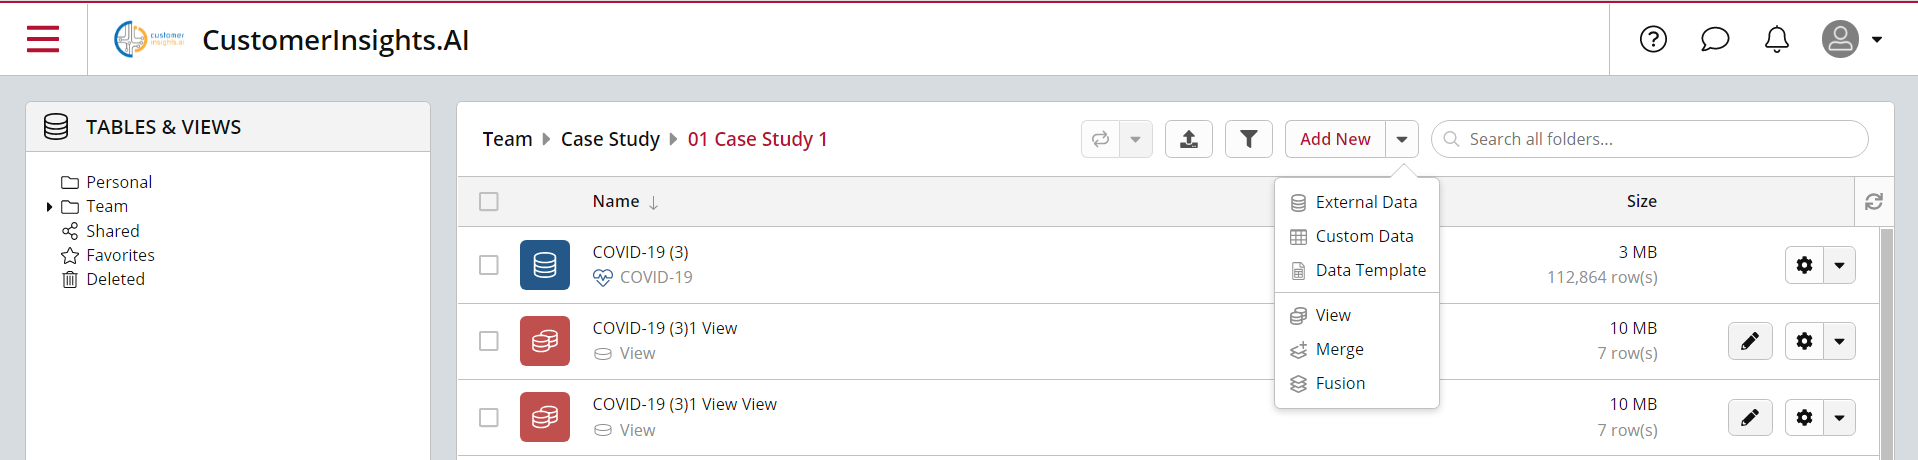 customer
insights.ai
CustomerInsights.AI
TABLES & VIEWS
Personal
Team
Shared
Favorites
Deleted
Team Case Study 01 Case Study 1
Add New
Search all folders...
Name
Size
External Data
Custom Data
Data Template
View
Merge
Fusion
COVID-19 (3)
COVID-19
3 MB
112,864 row(s)
COVID-19 (3)1 View
View
10 MB
7 row(s)
COVID-19 (3)1 View View
View
10 MB
7 row(s)